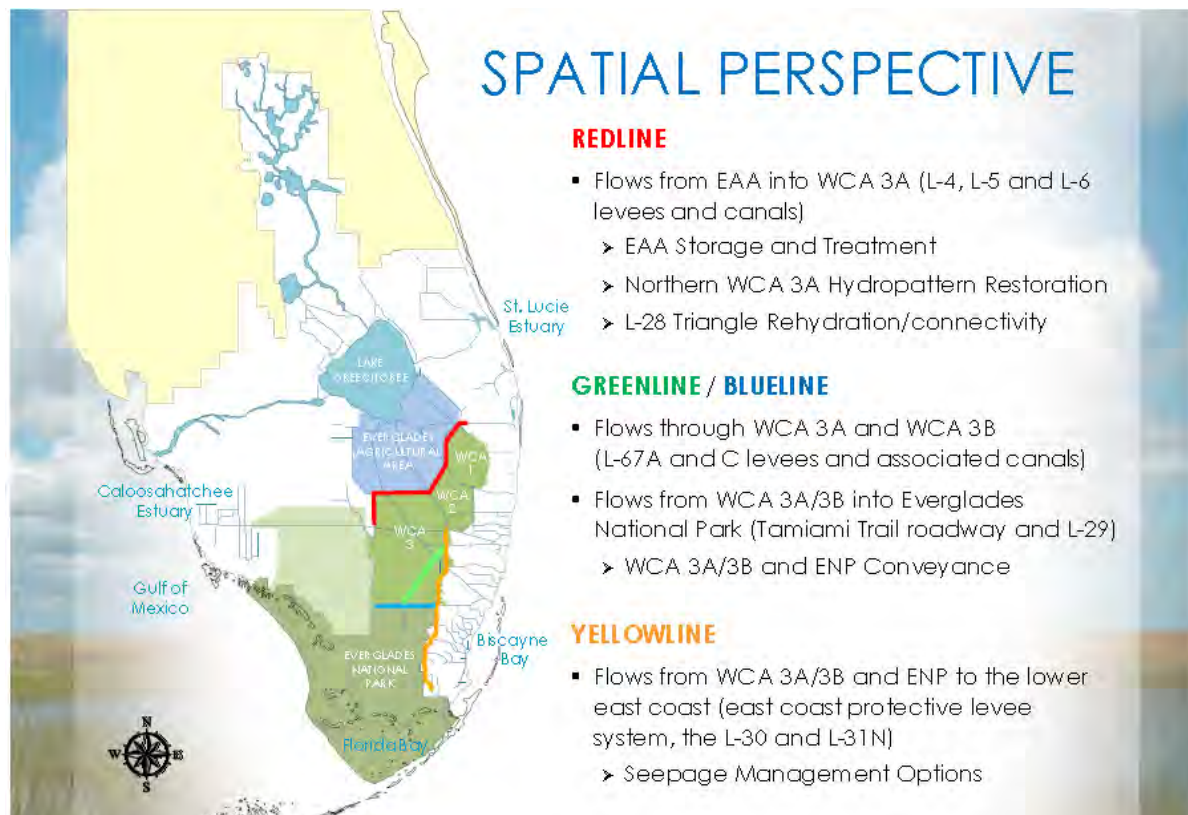 SPATIAL PERSPECTIVE
REDLINE
▪ Flows from EAA into WCA 3A (L-4, L-5 and L-6
levees and canals)
➢ EAA Storage and Treatment
➢ Northern WCA 3A Hydropattern Restoration
➢ L-28 Triangle Rehydration/connectivity
GREENLINE / BLUELINE
▪ Flows through WCA 3A and WCA 3B
(L-67A and C levees and associated canals)
▪ Flows from WCA 3A/3B into Everglades
National Park (Tamiami Trail roadway and L-29)
➢ WCA 3A/3B and ENP Conveyance
YELLOWLINE
▪ Flows from WCA 3A/3B and ENP to the lower
east coast (east coast protective levee
system, the L-30 and L-31N)
➢ Seepage Management Options
St. Lucie
Estuary
LAKE
OKEECHOBEE
EVERGLADES
AGRICULTURAL
AREA
WCA
1
WCA
2
WCA
3
Caloosahatchee
Estuary
Gulf of
Mexico
Biscayne
Bay
EVERGLADES
NATIONAL
PARK
Florida Bay
N
W
E
S